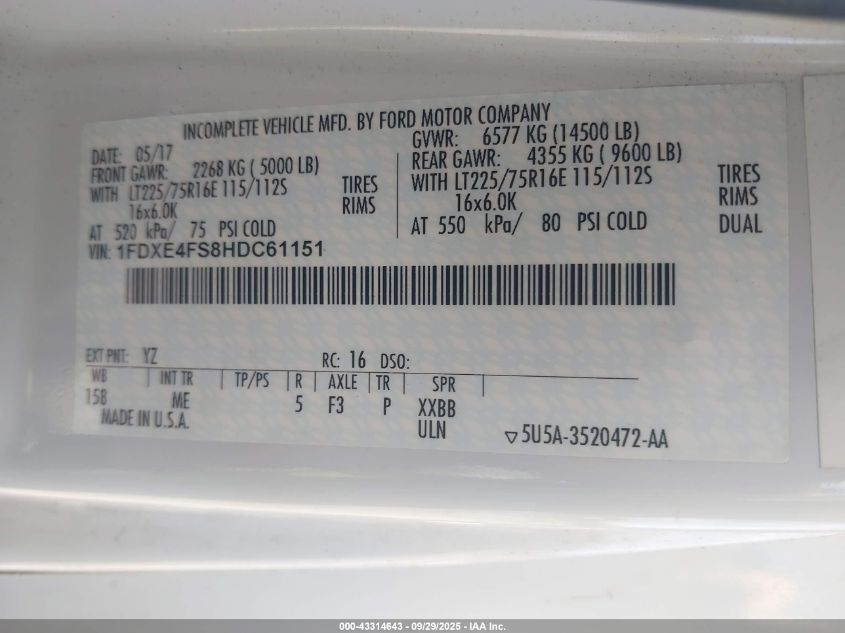 INCOMPLETE VEHICLE MFD. BY FORD MOTOR COMPANY
DATE: 05/17
GVWR: 6577 KG (14500 LB)
FRONT GAWR: 2268 KG ( 5000 LB)
REAR GAWR: 4355 KG ( 9600 LB)
WITH LT225/75R16E 115/112S TIRES
WITH LT225/75R16E 115/112S TIRES
16x6.0K RIMS
16x6.0K RIMS
AT 520 kPa/ 75 PSI COLD
AT 550 kPa/ 80 PSI COLD DUAL
VIN: 1FDXE4FS8HDC61151
EXT PNT: YZ RC: 16 DSO:
WB INT TR TP/PS R AXLE TR SPR
158 ME 5 F3 P XXBB
MADE IN U.S.A. ULN
5U5A-3520472-AA
000-43314643 - 09/29/2025 - IAA Inc.